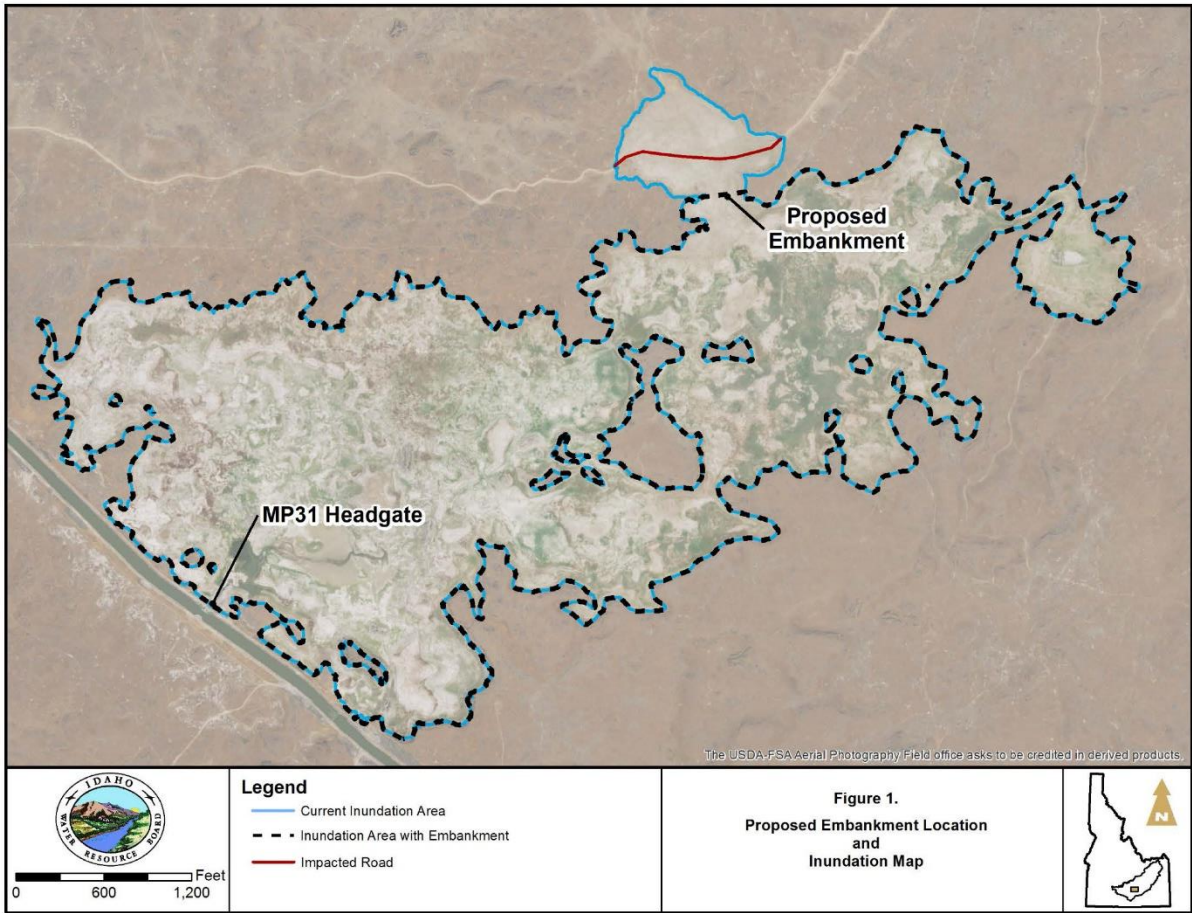 Proposed
Embankment
MP31 Headgate
The USDA-FSA Aerial Photography Field office asks to be credited in derived products.
IDAHO
WATER RESOURCE BOARD
Feet
0 600 1,200
Legend
Current Inundation Area
Inundation Area with Embankment
Impacted Road
Figure 1.
Proposed Embankment Location
and
Inundation Map
N